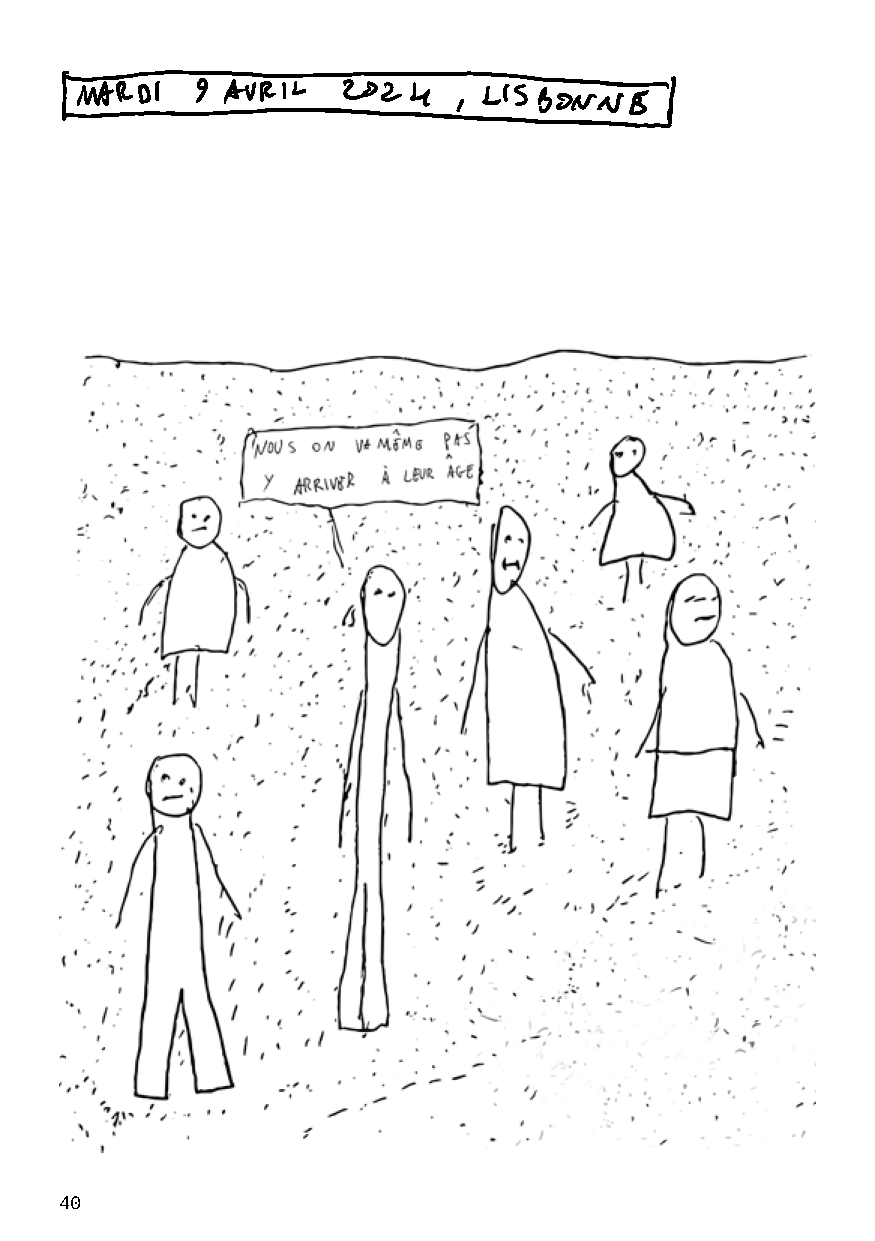 MARDI 9 AVRIL 2024, LISBONNE
NOUS ON VA MÊME PAS
Y ARRIVER À LEUR ÂGE
40